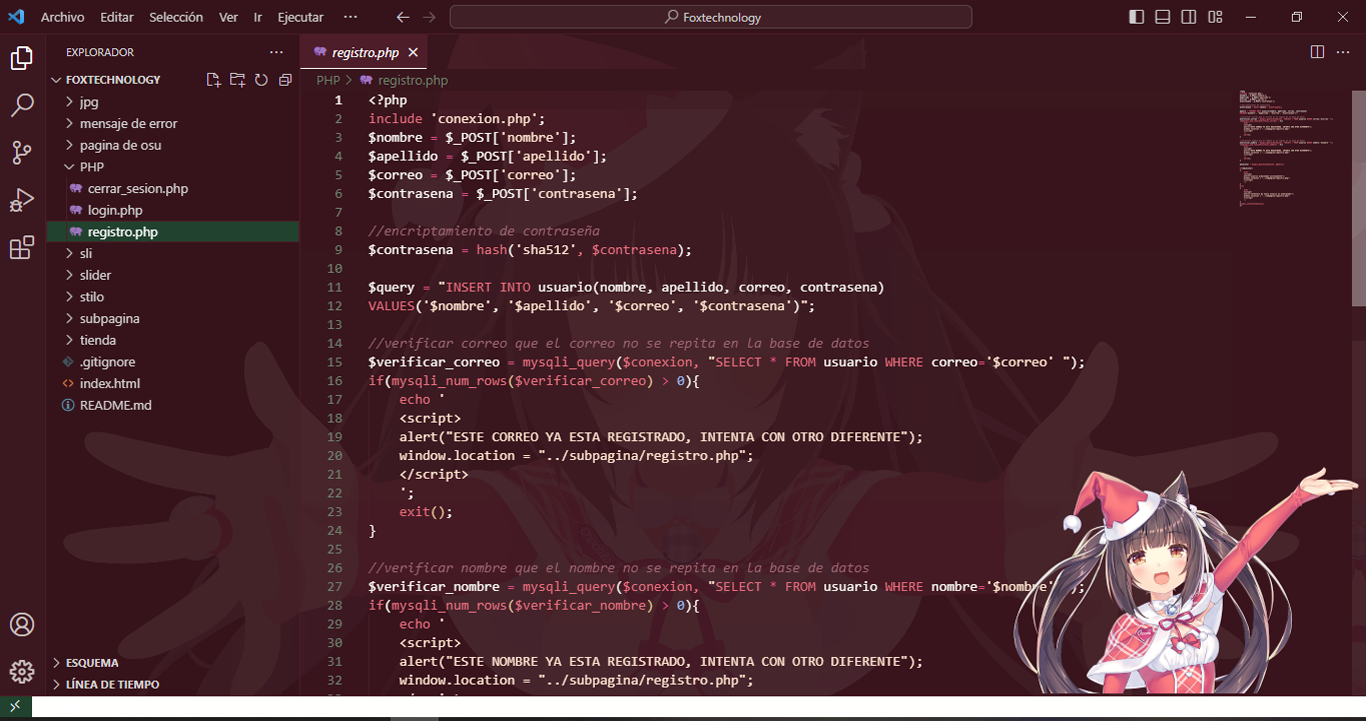 Archivo Editar Selección Ver Ir Ejecutar ··· Foxtechnology
EXPLORADOR ···
FOXTECHNOLOGY
jpg
mensaje de error
pagina de osu
PHP
cerrar_sesion.php
login.php
registro.php
sli
slider
stilo
subpagina
tienda
.gitignore
index.html
README.md
ESQUEMA
LÍNEA DE TIEMPO
registro.php
PHP > registro.php
1 <?php
2 include 'conexion.php';
3 $nombre = $_POST['nombre'];
4 $apellido = $_POST['apellido'];
5 $correo = $_POST['correo'];
6 $contrasena = $_POST['contrasena'];
7
8 //encriptamiento de contraseña
9 $contrasena = hash('sha512', $contrasena);
10
11 $query = "INSERT INTO usuario(nombre, apellido, correo, contrasena)
12 VALUES('$nombre', '$apellido', '$correo', '$contrasena')";
13
14 //verificar correo que el correo no se repita en la base de datos
15 $verificar_correo = mysqli_query($conexion, "SELECT * FROM usuario WHERE correo='$correo' ");
16 if(mysqli_num_rows($verificar_correo) > 0){
17 echo '
18 <script>
19 alert("ESTE CORREO YA ESTA REGISTRADO, INTENTA CON OTRO DIFERENTE");
20 window.location = "../subpagina/registro.php";
21 </script>
22 ';
23 exit();
24 }
25
26 //verificar nombre que el nombre no se repita en la base de datos
27 $verificar_nombre = mysqli_query($conexion, "SELECT * FROM usuario WHERE nombre='$nombre' ");
28 if(mysqli_num_rows($verificar_nombre) > 0){
29 echo '
30 <script>
31 alert("ESTE NOMBRE YA ESTA REGISTRADO, INTENTA CON OTRO DIFERENTE");
32 window.location = "../subpagina/registro.php";